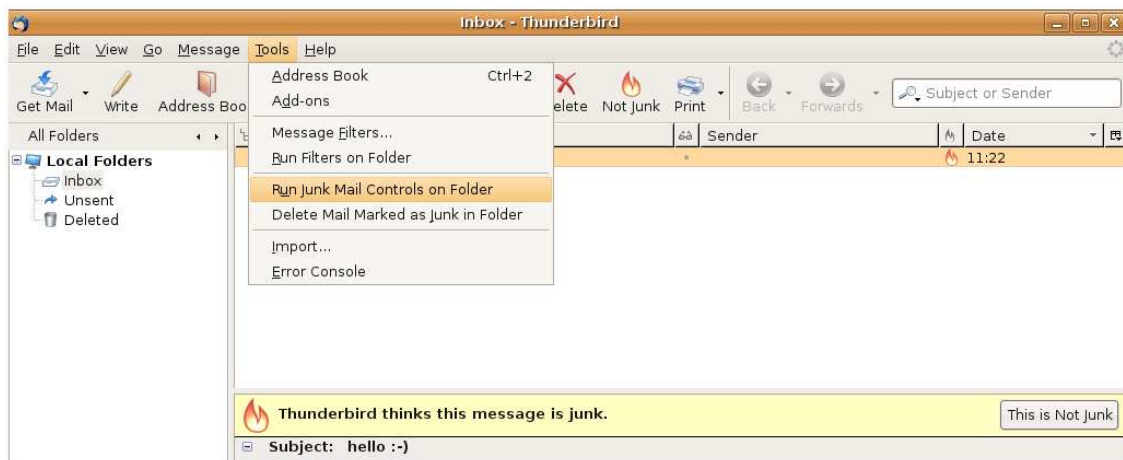 Inbox - Thunderbird
File Edit View Go Message Tools Help
Get Mail Write Address Boo elete Not Junk Print Back Forwards Subject or Sender
Address Book Ctrl+2
Add-ons
Message Filters...
Run Filters on Folder
Run Junk Mail Controls on Folder
Delete Mail Marked as Junk in Folder
Import...
Error Console
All Folders Sender Date
Local Folders 11:22
Inbox
Unsent
Deleted
Thunderbird thinks this message is junk. This is Not Junk
Subject: hello :-)